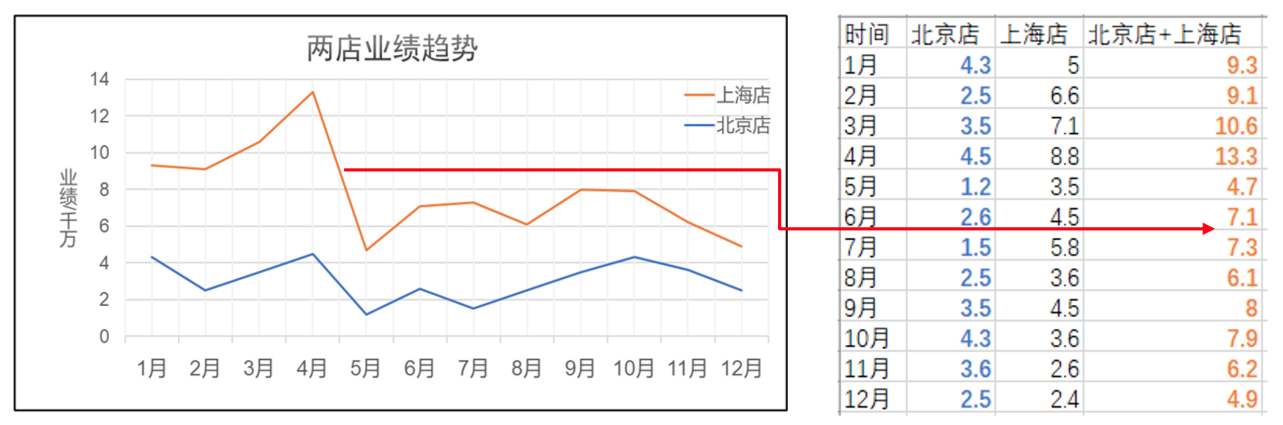 两店业绩趋势
14
12
10
8
6
4
2
0
业绩/千万
上海店
北京店
1月 2月 3月 4月 5月 6月 7月 8月 9月 10月 11月 12月
时间 北京店 上海店 北京店+上海店
1月 4.3 5 9.3
2月 2.5 6.6 9.1
3月 3.5 7.1 10.6
4月 4.5 8.8 13.3
5月 1.2 3.5 4.7
6月 2.6 4.5 7.1
7月 1.5 5.8 7.3
8月 2.5 3.6 6.1
9月 3.5 4.5 8
10月 4.3 3.6 7.9
11月 3.6 2.6 6.2
12月 2.5 2.4 4.9